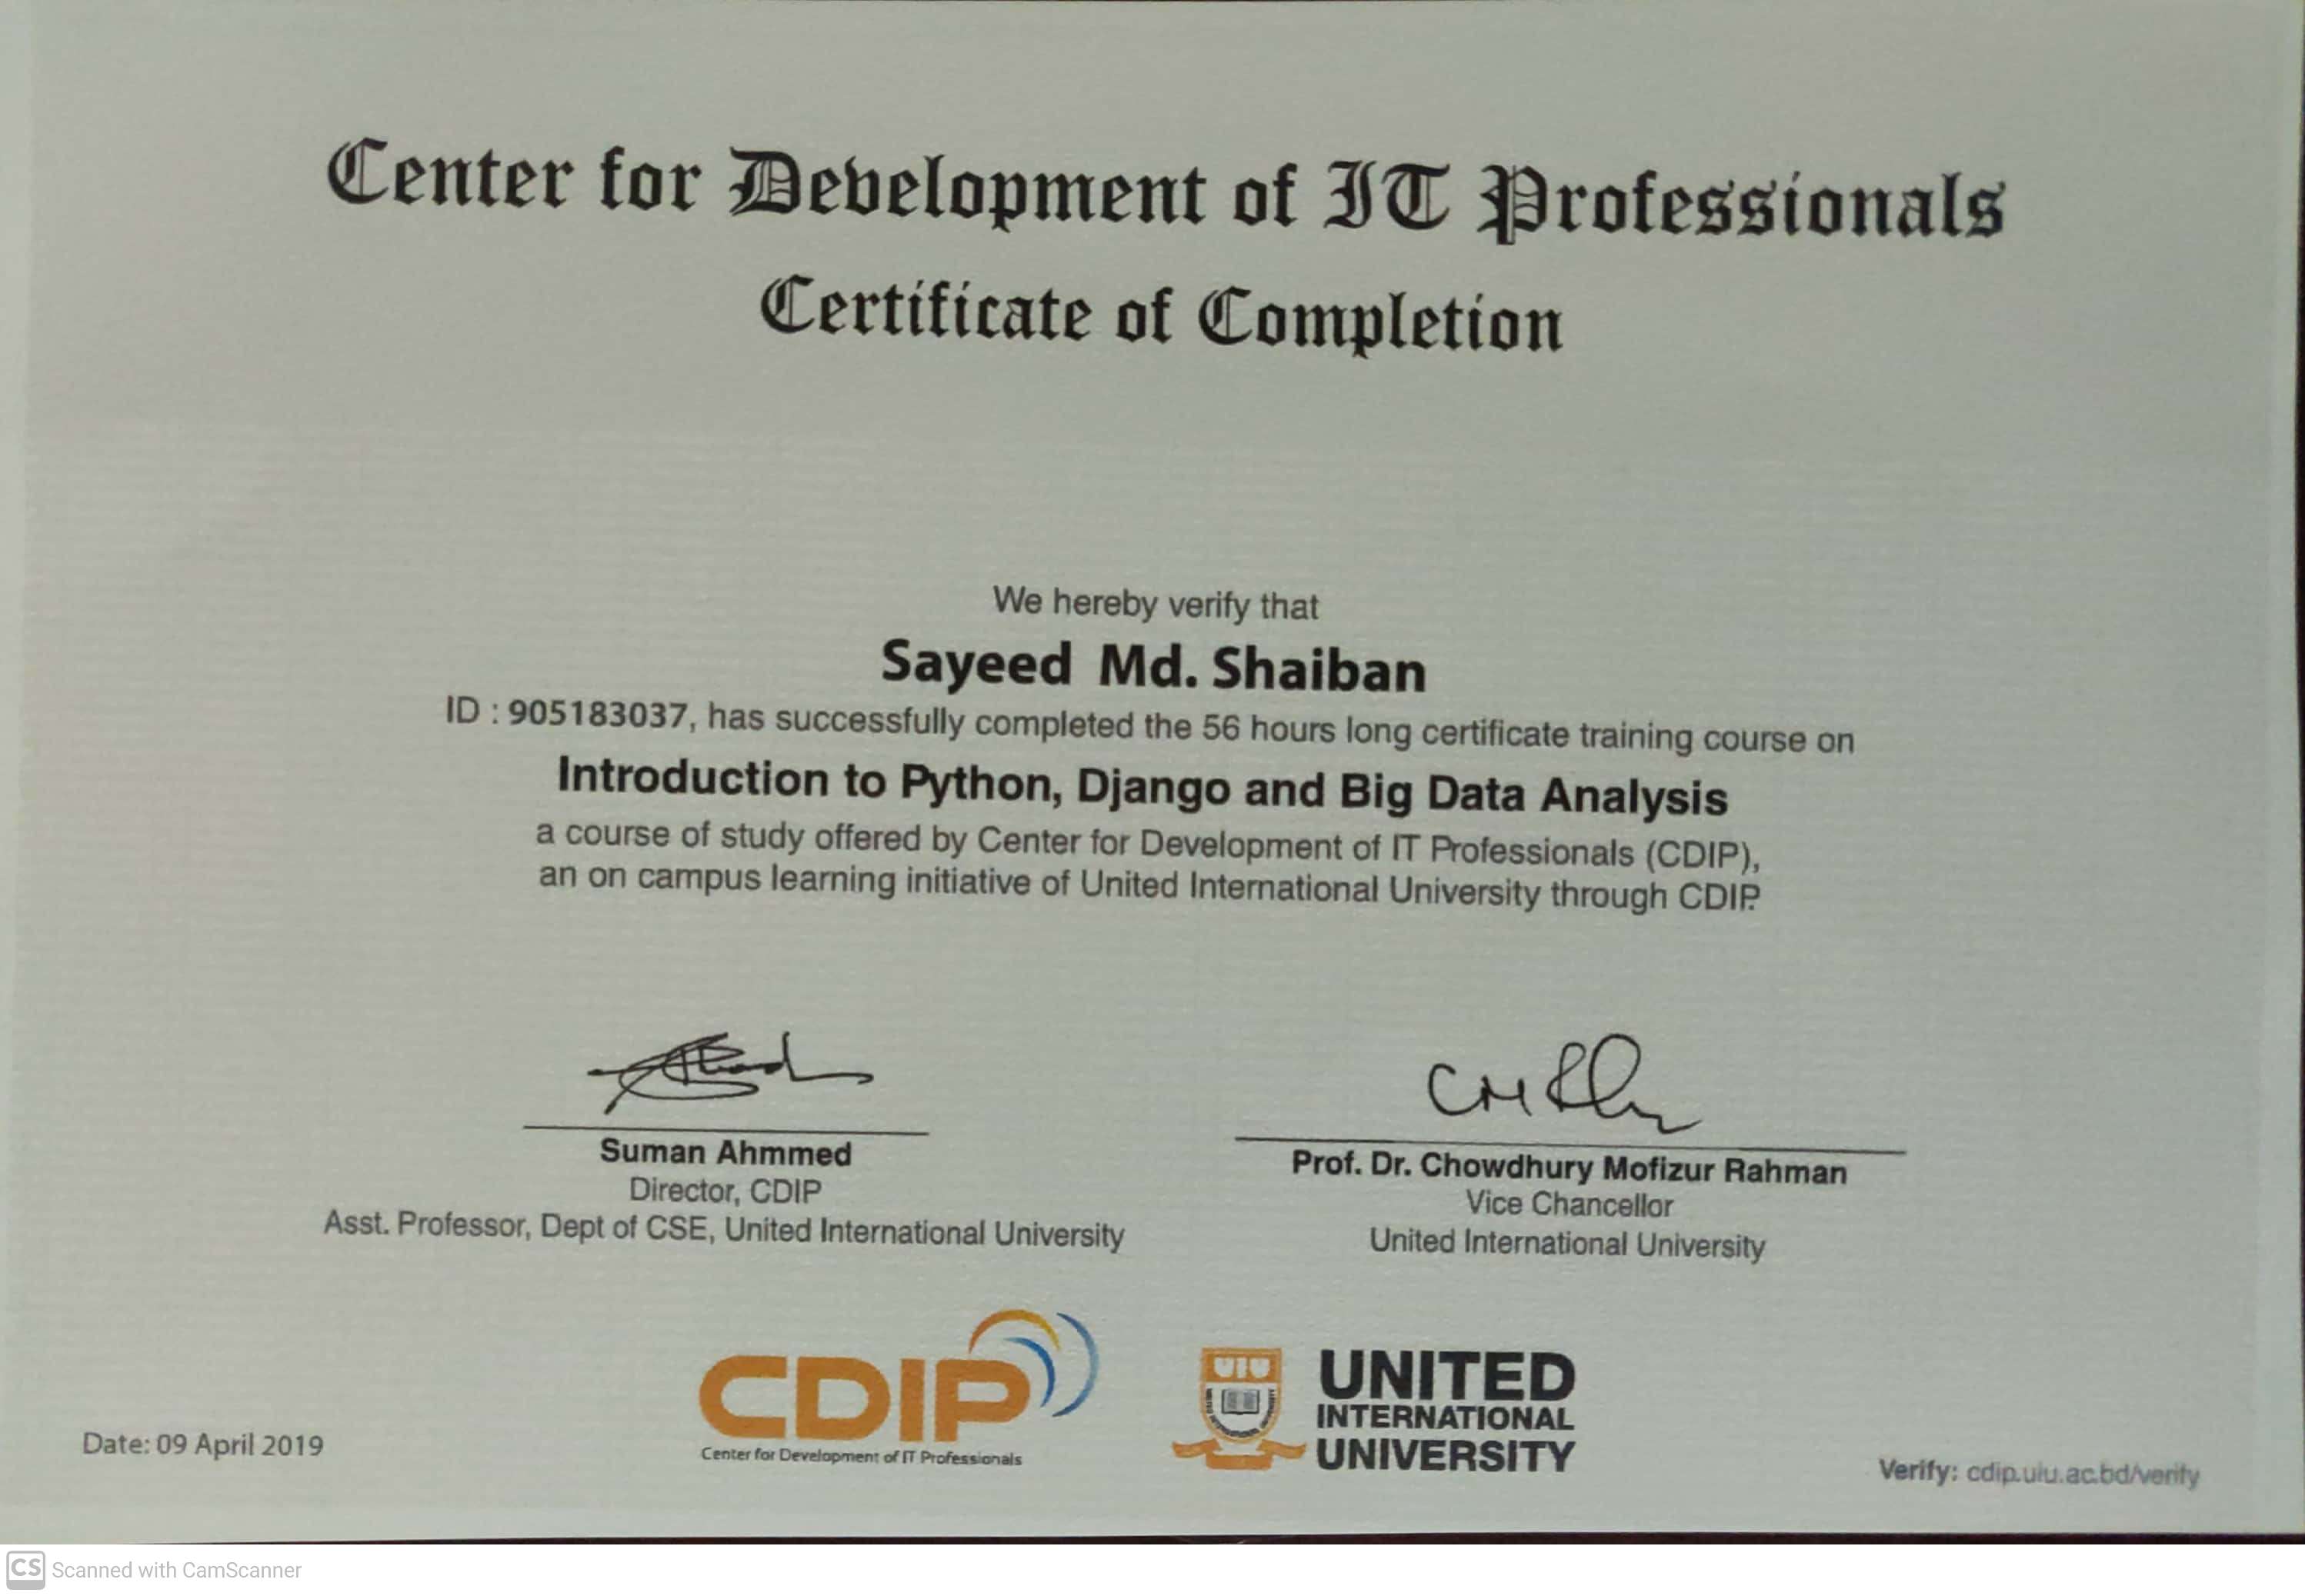 Center for Development of IT Professionals
Certificate of Completion
We hereby verify that
Sayeed Md. Shaiban
ID : 905183037, has successfully completed the 56 hours long certificate training course on
Introduction to Python, Django and Big Data Analysis
a course of study offered by Center for Development of IT Professionals (CDIP),
an on campus learning initiative of United International University through CDIP.
Suman Ahmmed
Director, CDIP
Asst. Professor, Dept of CSE, United International University
Prof. Dr. Chowdhury Mofizur Rahman
Vice Chancellor
United International University
CDIP
Center for Development of IT Professionals
UIU
UNITED
INTERNATIONAL
UNIVERSITY
Date: 09 April 2019
Verify: cdip.uiu.ac.bd/verify
CS Scanned with CamScanner